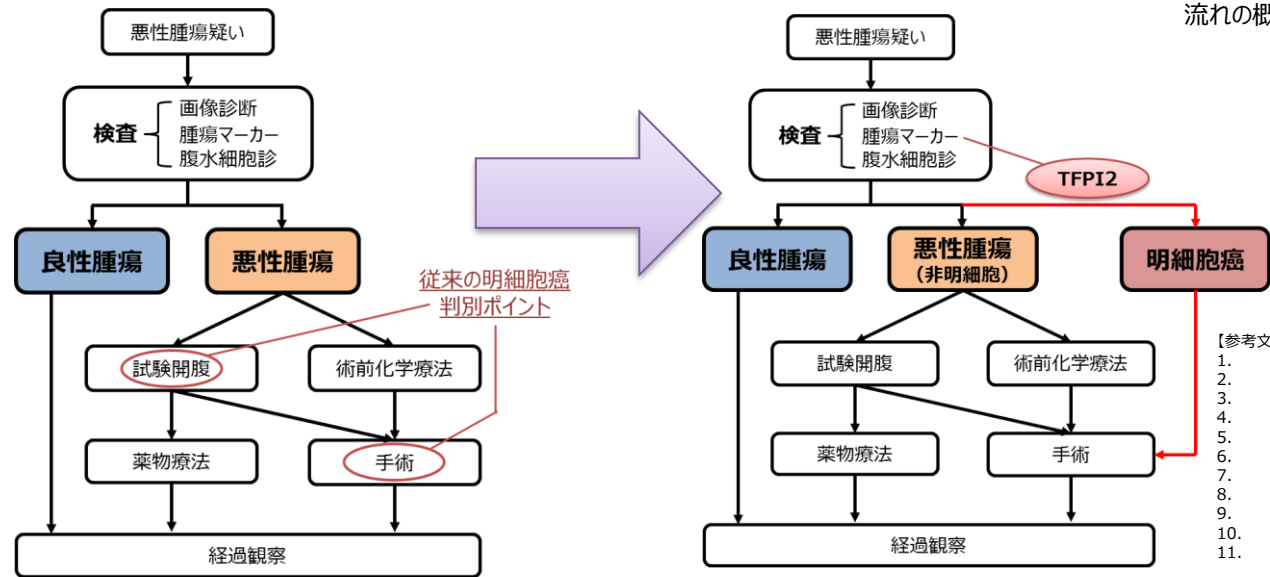 悪性腫瘍疑い
検査
画像診断
腫瘍マーカー
腹水細胞診
良性腫瘍
悪性腫瘍
従来の明細胞癌
判別ポイント
試験開腹
術前化学療法
薬物療法
手術
経過観察
悪性腫瘍疑い
検査
画像診断
腫瘍マーカー
腹水細胞診
TFPI2
良性腫瘍
悪性腫瘍
(非明細胞)
明細胞癌
試験開腹
術前化学療法
薬物療法
手術
経過観察
流れの概
【参考文
1.
2.
3.
4.
5.
6.
7.
8.
9.
10.
11.